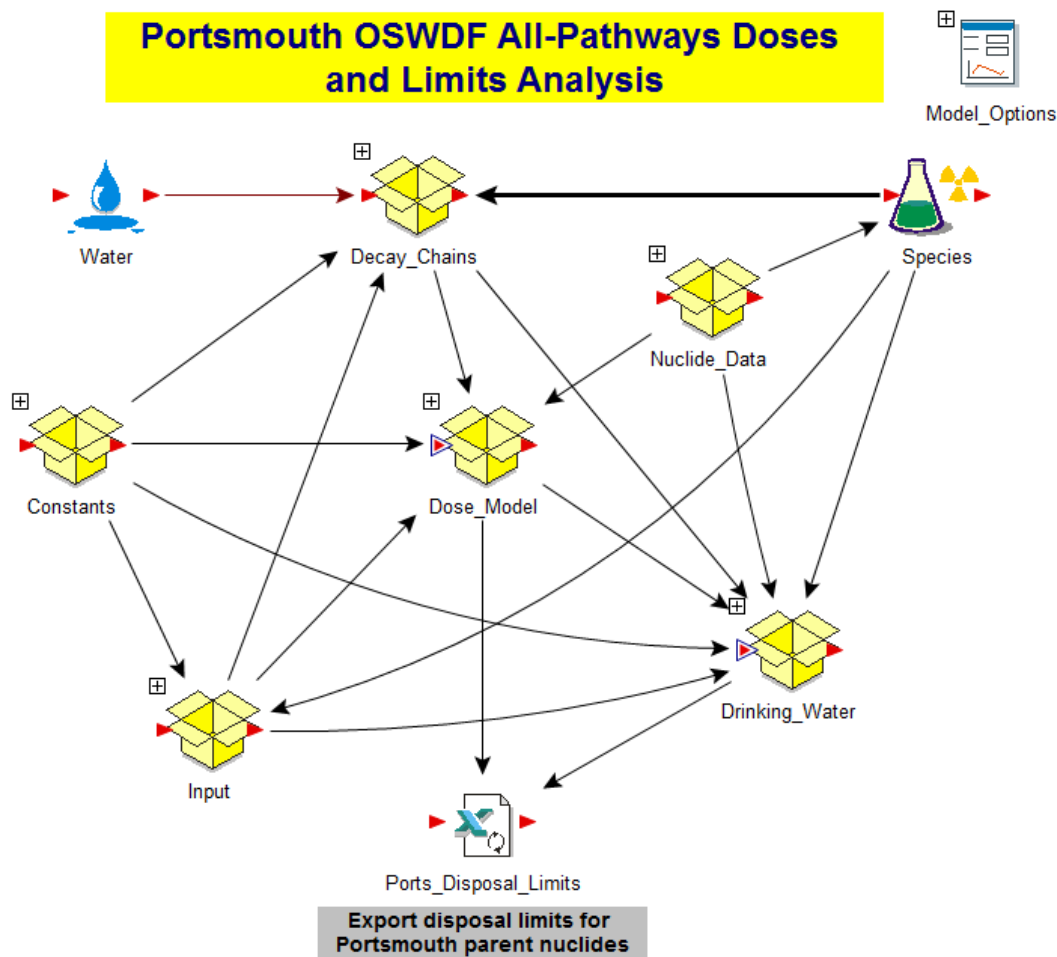 Portsmouth OSWDF All-Pathways Doses
and Limits Analysis
Model_Options
Water
Decay_Chains
Species
Nuclide_Data
Constants
Dose_Model
Drinking_Water
Input
Ports_Disposal_Limits
Export disposal limits for
Portsmouth parent nuclides